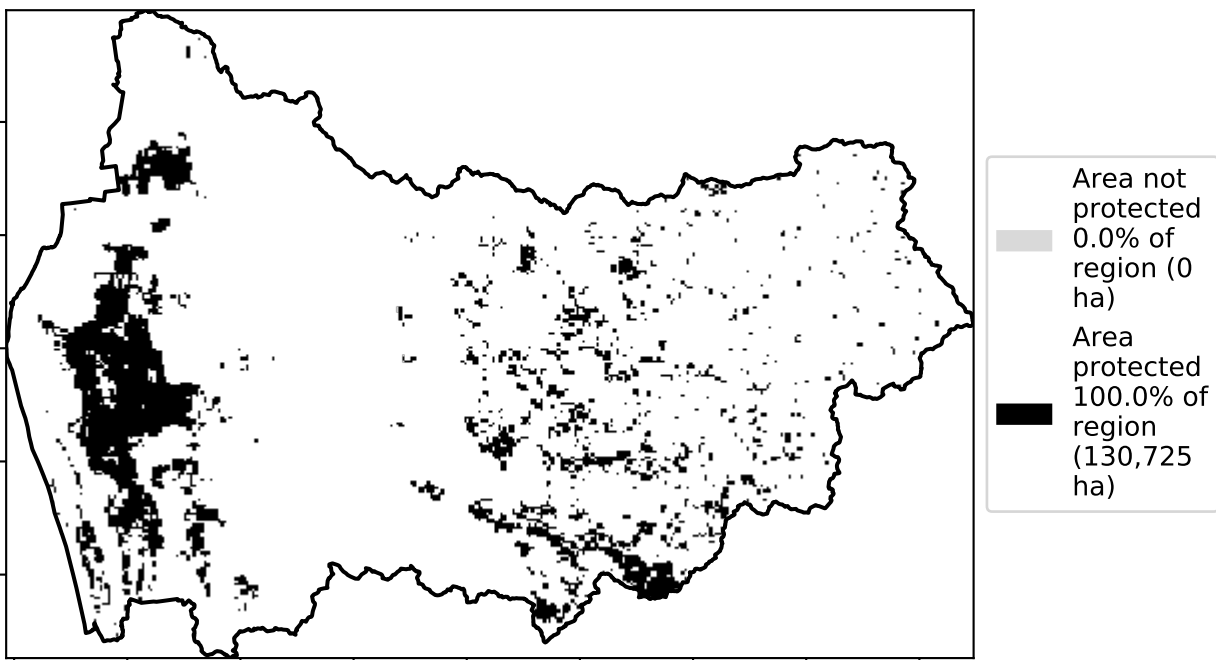 Area not
protected
0.0% of
region (0
ha)
Area
protected
100.0% of
region
(130,725
ha)